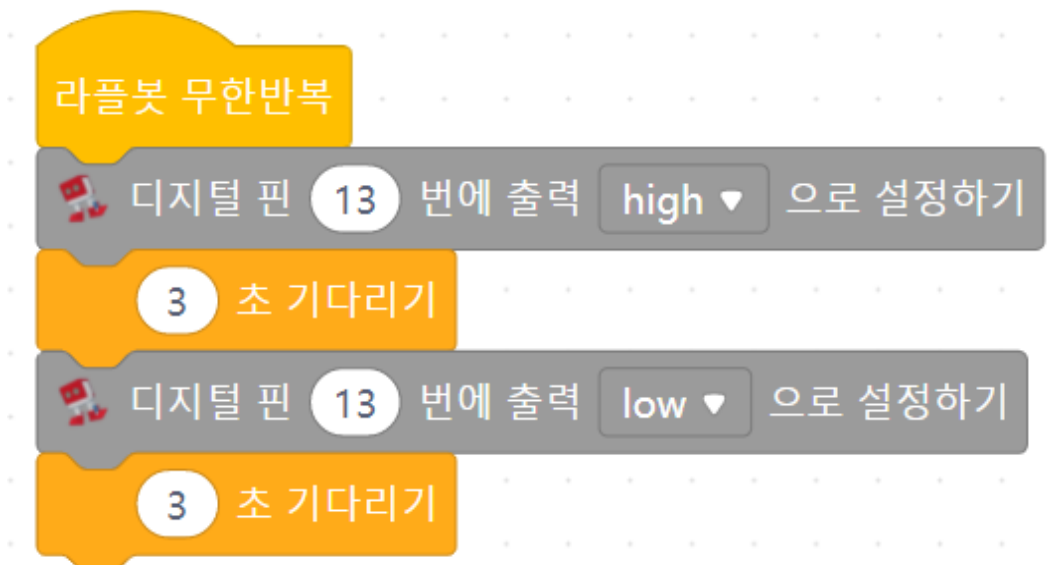 라플봇 무한반복
디지털 핀 13 번에 출력 high 으로 설정하기
3 초 기다리기
디지털 핀 13 번에 출력 low 으로 설정하기
3 초 기다리기